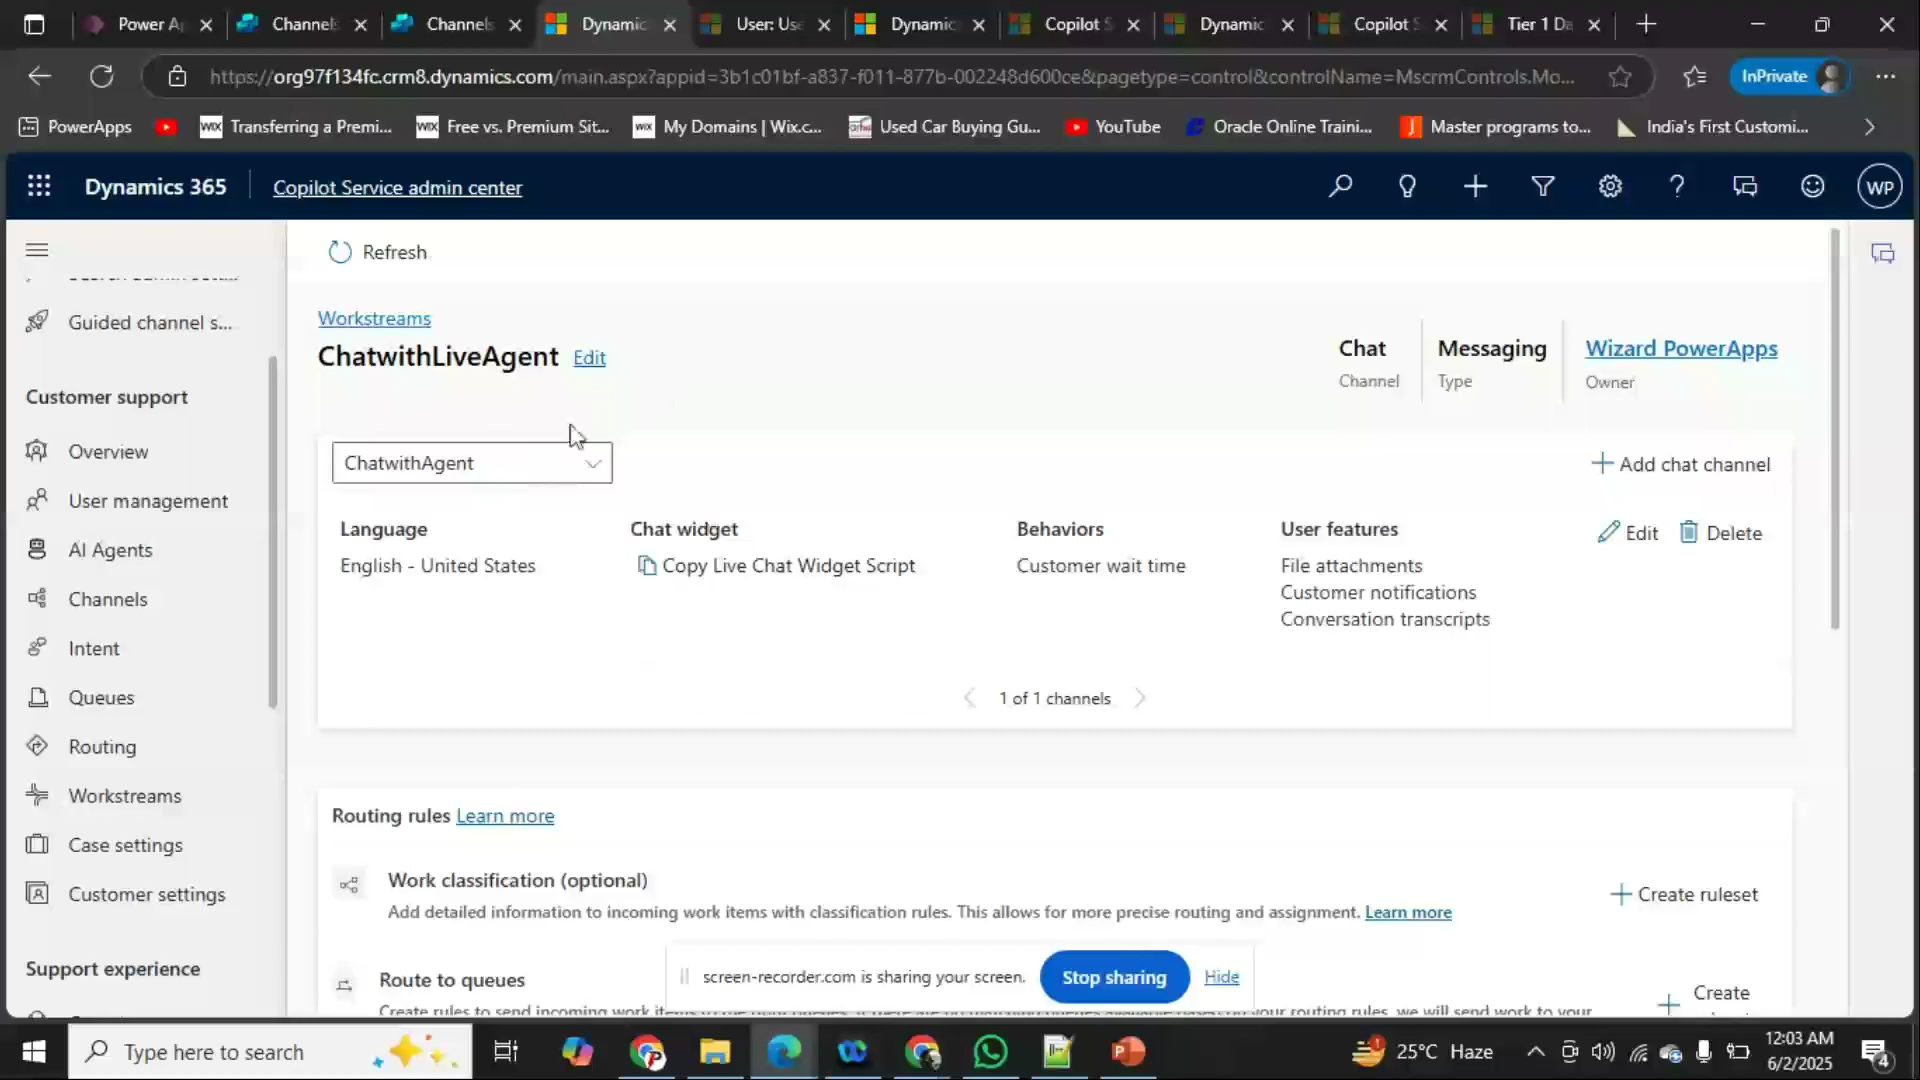 Power Ap
Channels
Channels
Dynamic
User: Use
Dynamic
Copilot S
Dynamic
Copilot S
Tier 1 Da
https://org97f134fc.crm8.dynamics.com/main.aspx?appid=3b1c01bf-a837-f011-877b-002248d600ce&pagetype=control&controlName=MscrmControls.Mo...
InPrivate
PowerApps
Transferring a Premi...
Free vs. Premium Sit...
My Domains | Wix.c...
Used Car Buying Gu...
YouTube
Oracle Online Traini...
Master programs to...
India's First Customi...
Dynamics 365
Copilot Service admin center
WP
Refresh
Guided channel s...
Customer support
Overview
User management
AI Agents
Channels
Intent
Queues
Routing
Workstreams
Case settings
Customer settings
Support experience
Workstreams
ChatwithLiveAgent Edit
Chat
Channel
Messaging
Type
Wizard PowerApps
Owner
ChatwithAgent
Add chat channel
Language
English - United States
Chat widget
Copy Live Chat Widget Script
Behaviors
Customer wait time
User features
File attachments
Customer notifications
Conversation transcripts
Edit
Delete
1 of 1 channels
Routing rules Learn more
Work classification (optional)
Add detailed information to incoming work items with classification rules. This allows for more precise routing and assignment. Learn more
Create ruleset
Route to queues
Create
screen-recorder.com is sharing your screen.
Stop sharing
Hide
Type here to search
25°C Haze
12:03 AM
6/2/2025
4